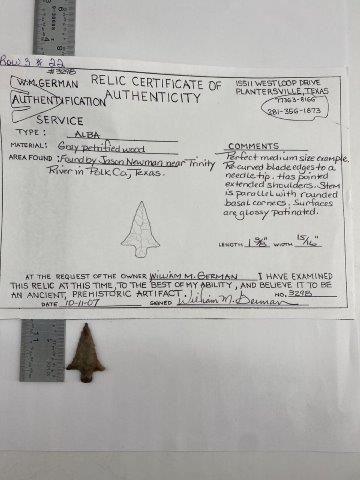 Row 3 # 22
#3298
W.M. GERMAN
AUTHENTIFICATION
SERVICE
RELIC CERTIFICATE OF
AUTHENTICITY
15511 WEST LOOP DRIVE
PLANTERSVILLE, TEXAS
77363-8166
281-356-1873
TYPE: ALBA
MATERIAL: Gray petrified wood
AREA FOUND: Found by Jason Newman near Trinity
River in Polk Co, Texas.
COMMENTS
Perfect medium size example.
Re-curved blade edges to a
needle tip. Has pointed
extended shoulders. Stem
is parallel with rounded
basal corners. Surfaces
are glossy patinated.
LENGTH WIDTH 15/16"
AT THE REQUEST OF THE OWNER WILLIAM M. GERMAN I HAVE EXAMINED
THIS RELIC AT THIS TIME, TO THE BEST OF MY ABILITY, AND BELIEVE IT TO BE
AN ANCIENT, PREHISTORIC ARTIFACT. NO. 3298
DATE 10-11-07 SIGNED William M. German
1